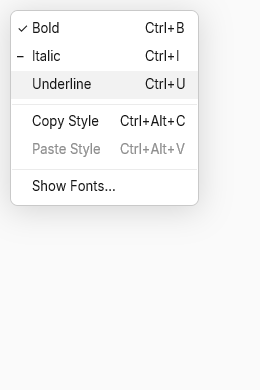 ✓ Bold Ctrl+B
– Italic Ctrl+I
Underline Ctrl+U
Copy Style Ctrl+Alt+C
Paste Style Ctrl+Alt+V
Show Fonts...